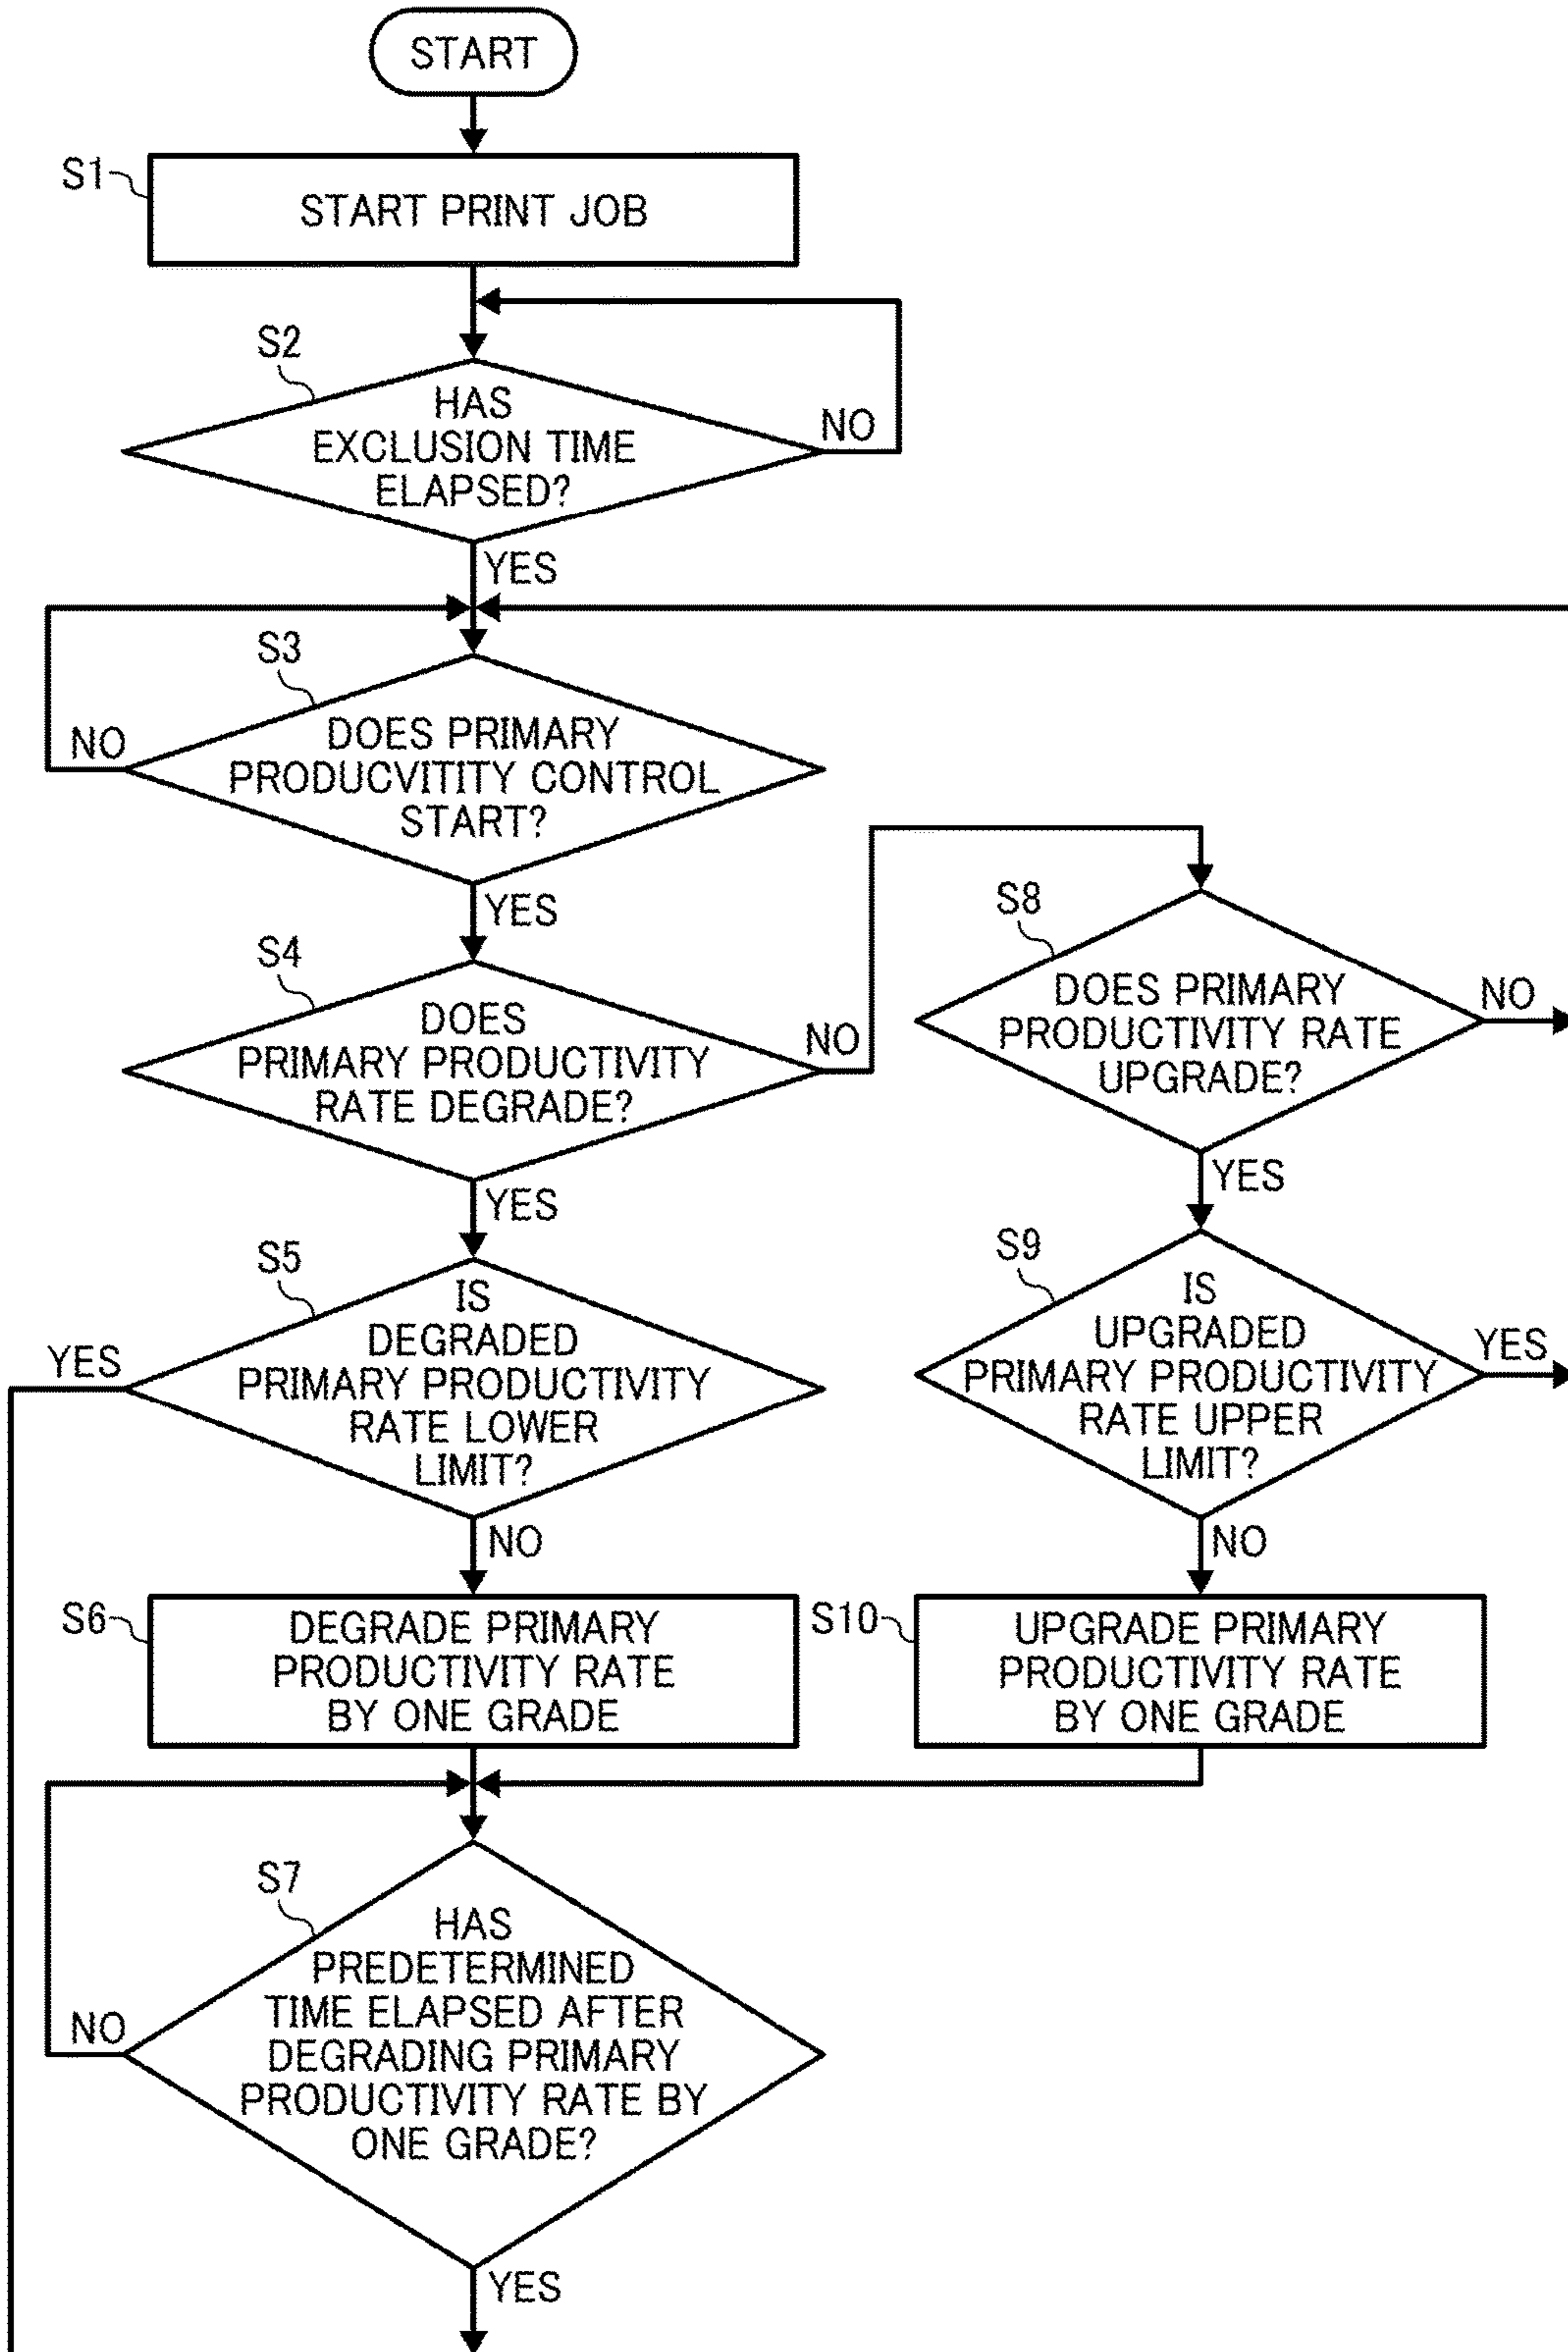 START
S1
START PRINT JOB
S2
HAS
EXCLUSION TIME
ELAPSED?
NO
YES
S3
DOES PRIMARY
PRODUCVITITY CONTROL
START?
NO
YES
S4
DOES
PRIMARY PRODUCTIVITY
RATE DEGRADE?
NO
YES
S8
DOES PRIMARY
PRODUCTIVITY RATE
UPGRADE?
NO
YES
S5
IS
DEGRADED
PRIMARY PRODUCTIVITY
RATE LOWER
LIMIT?
YES
NO
S9
IS
UPGRADED
PRIMARY PRODUCTIVITY
RATE UPPER
LIMIT?
YES
NO
S6
DEGRADE PRIMARY
PRODUCTIVITY RATE
BY ONE GRADE
S10
UPGRADE PRIMARY
PRODUCTIVITY RATE
BY ONE GRADE
S7
HAS
PREDETERMINED
TIME ELAPSED AFTER
DEGRADING PRIMARY
PRODUCTIVITY RATE BY
ONE GRADE?
NO
YES